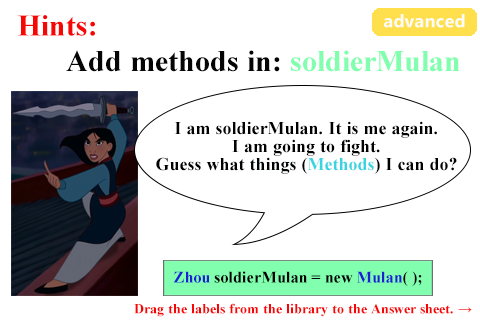 Hints:
advanced
Add methods in: soldierMulan
I am soldierMulan. It is me again.
I am going to fight.
Guess what things (Methods) I can do?
Zhou soldierMulan = new Mulan( );
Drag the labels from the library to the Answer sheet. →